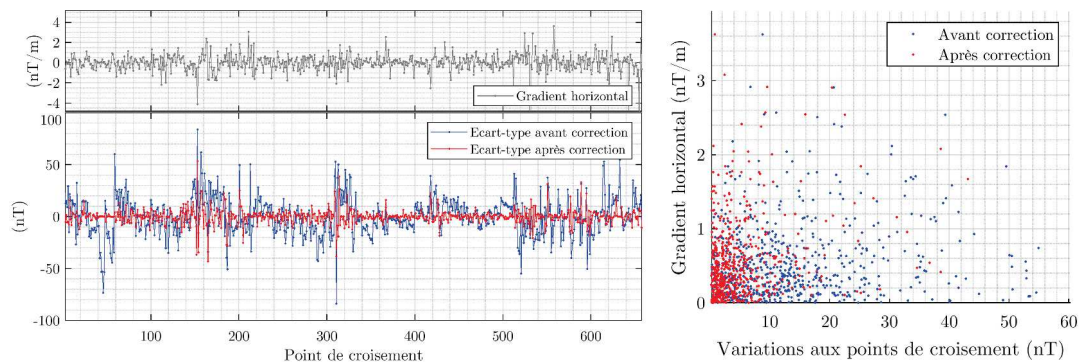 4
2
0
-2
-4
(nT/m)
Gradient horizontal
100
50
0
-50
-100
(nT)
Ecart-type avant correction
Ecart-type après correction
100
200
300
400
500
600
Point de croisement
3
2
1
0
Gradient horizontal (nT/m)
Avant correction
Après correction
10
20
30
40
50
60
Variations aux points de croisement (nT)